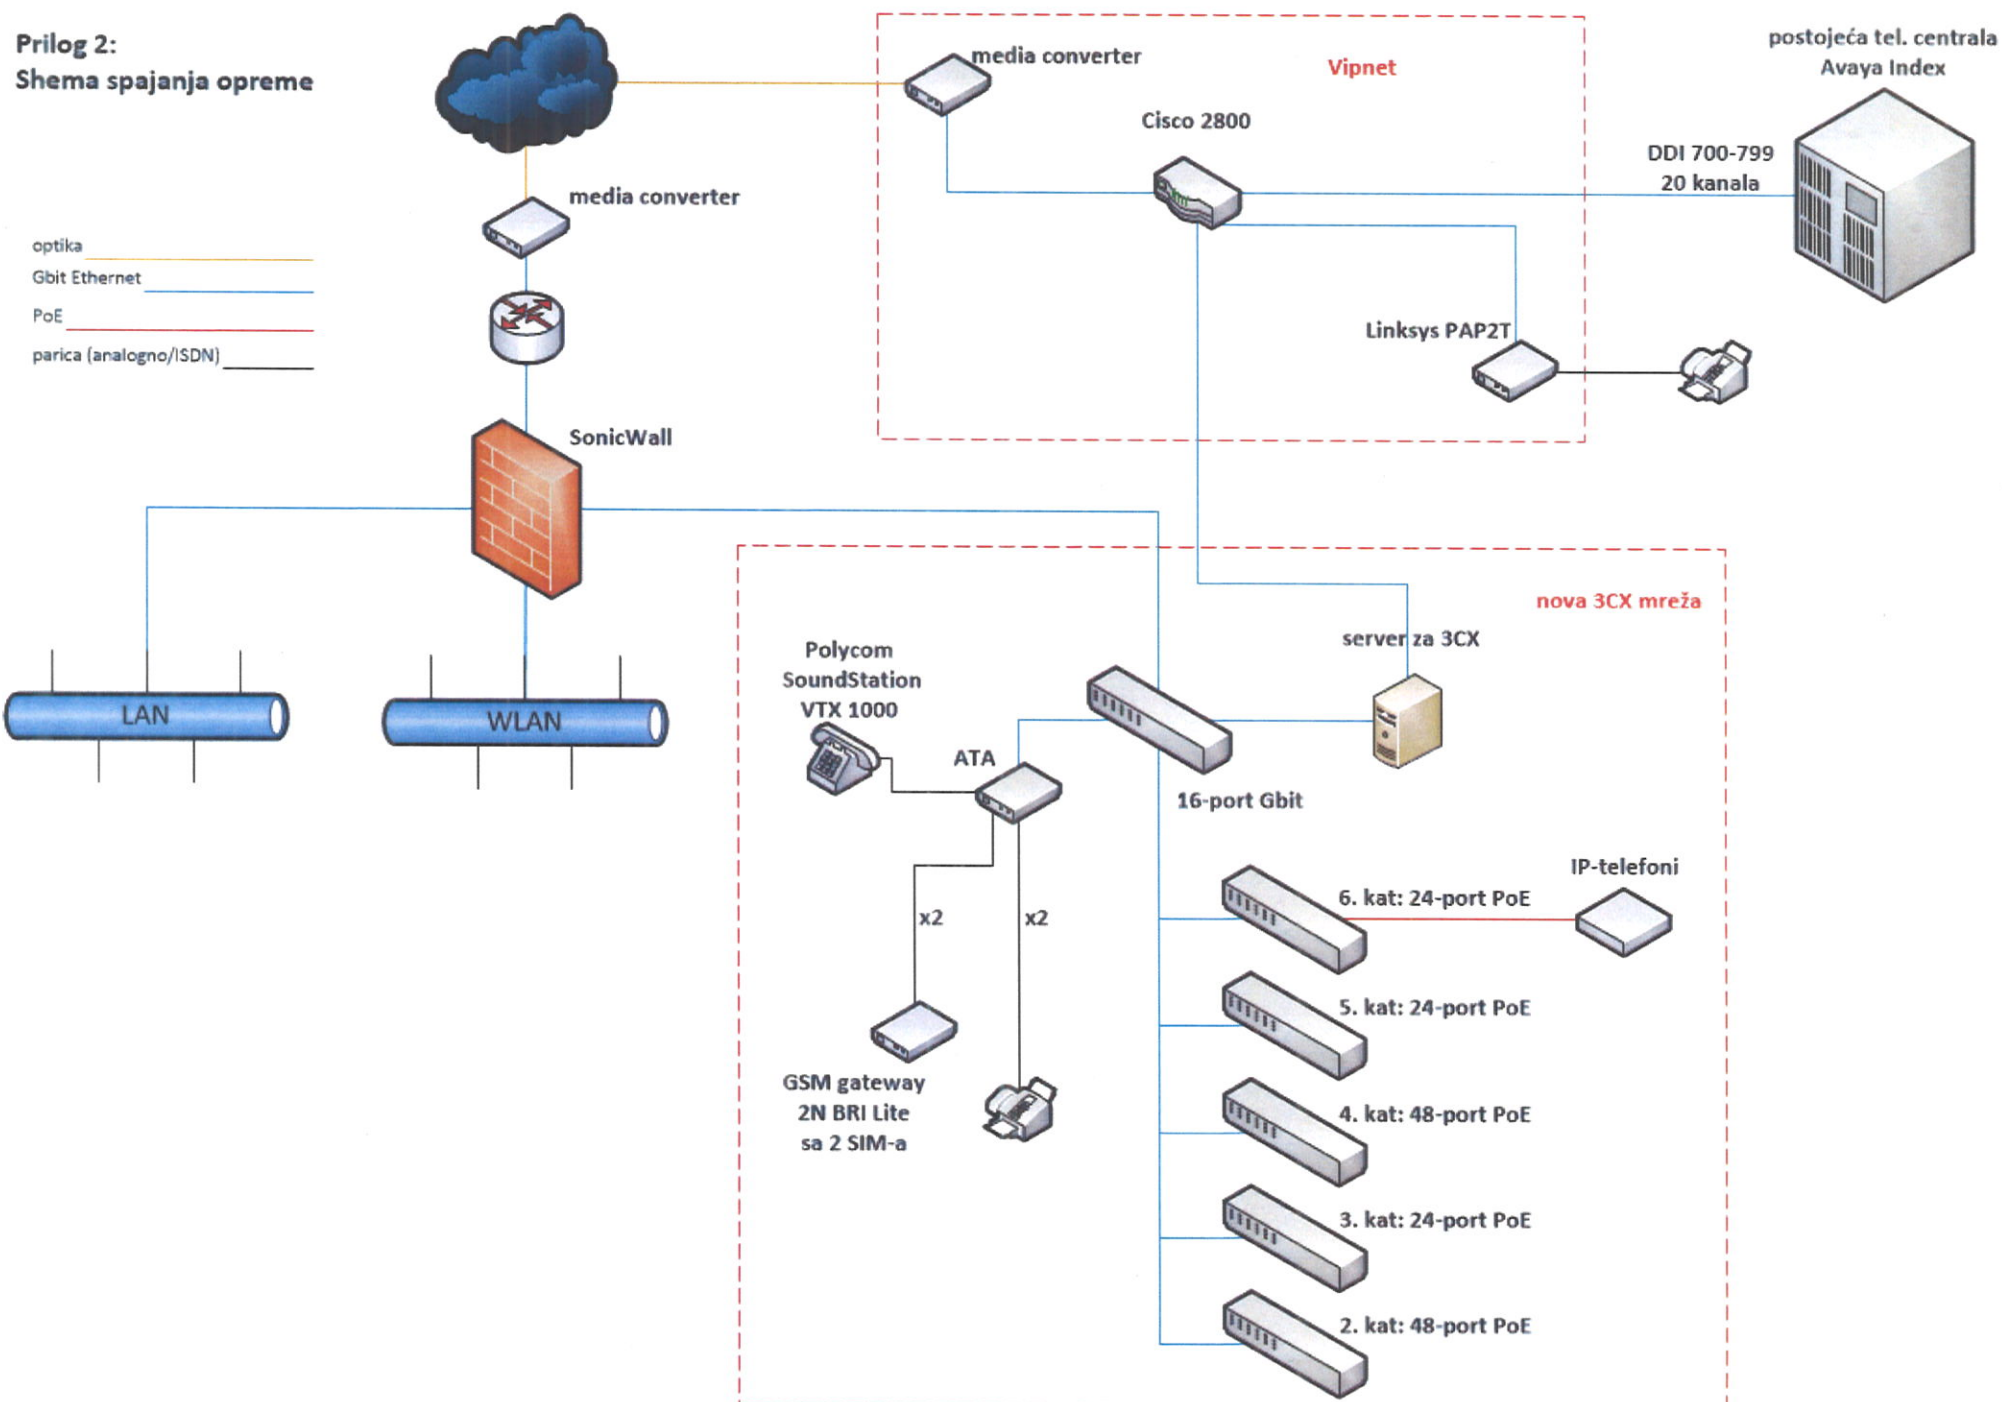 Prilog 2:
Shema spajanja opreme
optika
Gbit Ethernet
PoE
parica (analogno/ISDN)
media converter
SonicWall
LAN
WLAN
media converter
Vipnet
Cisco 2800
DDI 700-799
20 kanala
postojeća tel. centrala
Avaya Index
Linksys PAP2T
nova 3CX mreža
server za 3CX
Polycom
SoundStation
VTX 1000
ATA
16-port Gbit
x2
x2
GSM gateway
2N BRI Lite
sa 2 SIM-a
IP-telefoni
6. kat: 24-port PoE
5. kat: 24-port PoE
4. kat: 48-port PoE
3. kat: 24-port PoE
2. kat: 48-port PoE